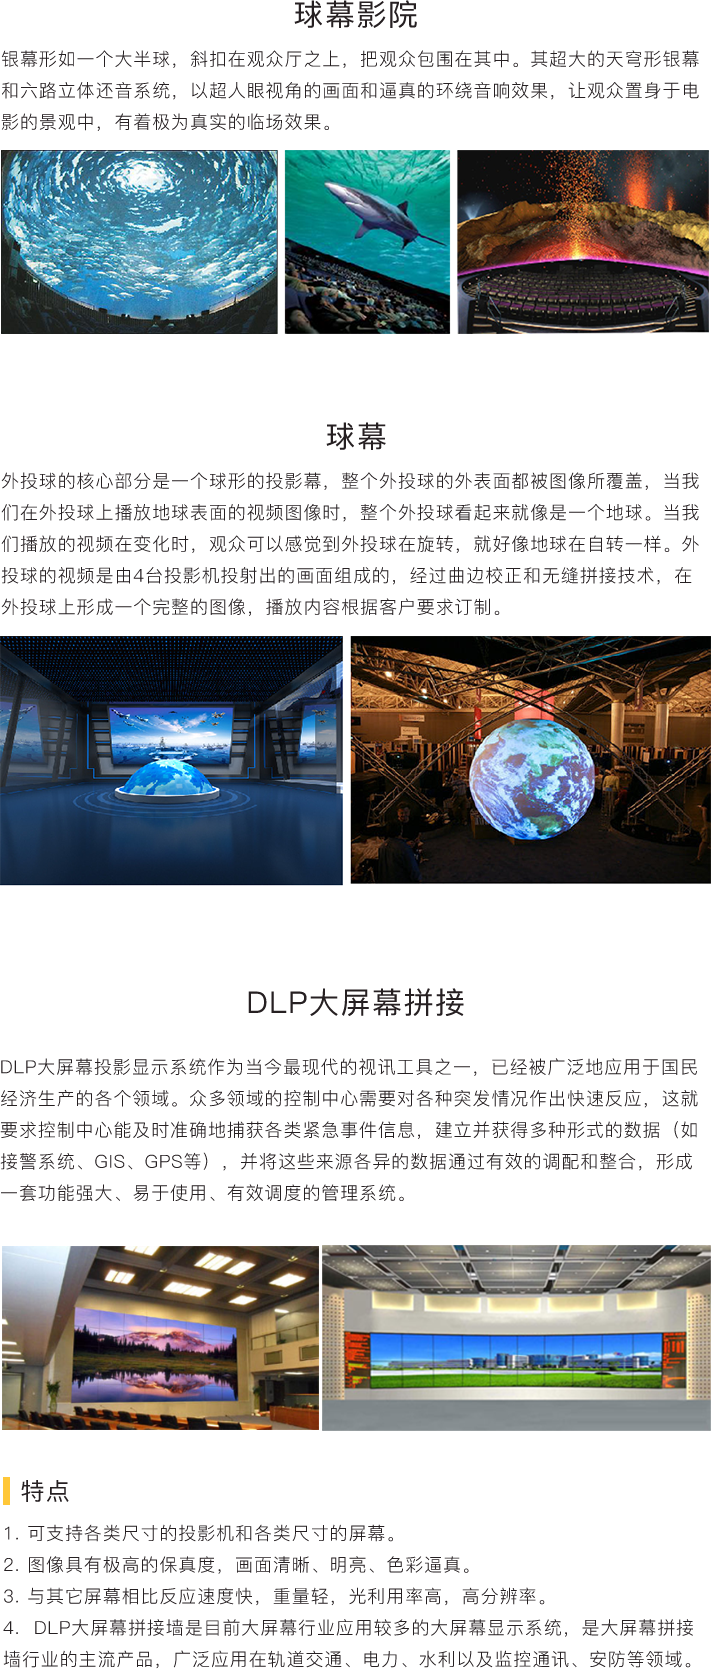 球幕影院
银幕形如一个大半球，斜扣在观众厅之上，把观众包围在其中。其超大的天穹形银幕
和六路立体还音系统，以超人眼视角的画面和逼真的环绕音响效果，让观众置身于电
影的景观中，有着极为真实的临场效果。
球幕
外投球的核心部分是一个球形的投影幕，整个外投球的外表面都被图像所覆盖，当我
们在外投球上播放地球表面的视频图像时，整个外投球看起来就像是一个地球。当我
们播放的视频在变化时，观众可以感觉到外投球在旋转，就好像地球在自转一样。外
投球的视频是由4台投影机投射出的画面组成的，经过曲边校正和无缝拼接技术，在
外投球上形成一个完整的图像，播放内容根据客户要求订制。
DLP大屏幕拼接
DLP大屏幕投影显示系统作为当今最现代的视讯工具之一，已经被广泛地应用于国民
经济生产的各个领域。众多领域的控制中心需要对各种突发情况作出快速反应，这就
要求控制中心能及时准确地捕获各类紧急事件信息，建立并获得多种形式的数据（如
接警系统、GIS、GPS等），并将这些来源各异的数据通过有效的调配和整合，形成
一套功能强大、易于使用、有效调度的管理系统。
特点
1. 可支持各类尺寸的投影机和各类尺寸的屏幕。
2. 图像具有极高的保真度，画面清晰、明亮、色彩逼真。
3. 与其它屏幕相比反应速度快，重量轻，光利用率高，高分辨率。
4. DLP大屏幕拼接墙是目前大屏幕行业应用较多的大屏幕显示系统，是大屏幕拼接
墙行业的主流产品，广泛应用在轨道交通、电力、水利以及监控通讯、安防等领域。